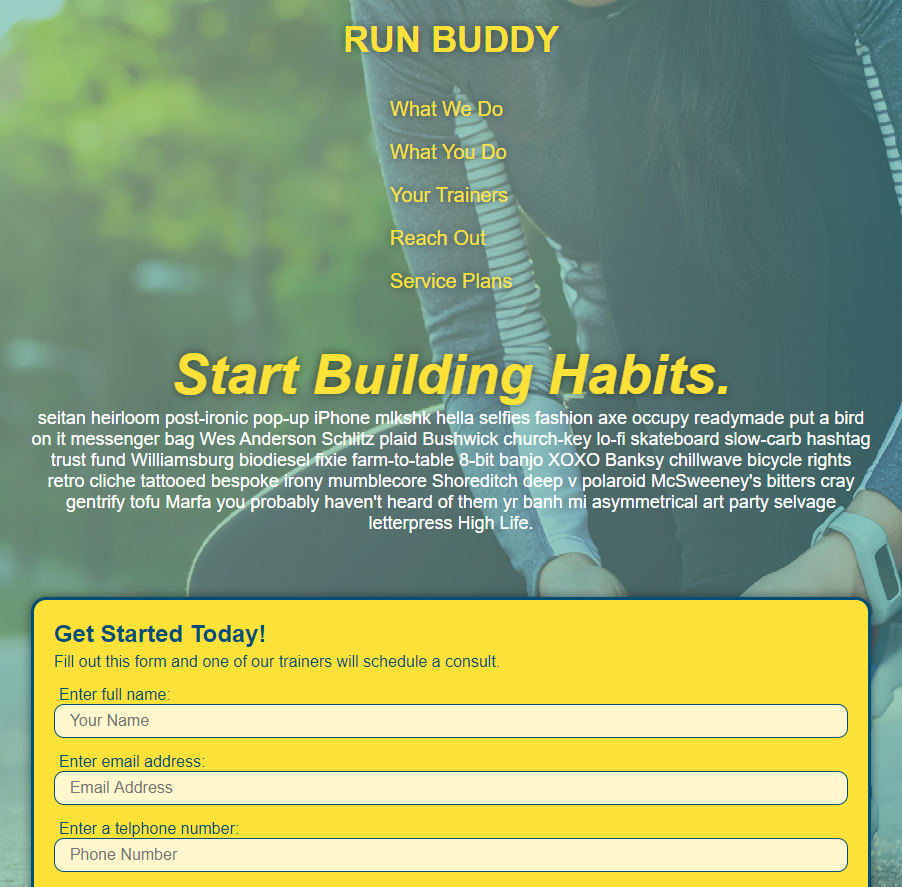 RUN BUDDY
What We Do
What You Do
Your Trainers
Reach Out
Service Plans
Start Building Habits.
seitan heirloom post-ironic pop-up iPhone mlkshk hella selfies fashion axe occupy readymade put a bird
on it messenger bag Wes Anderson Schlitz plaid Bushwick church-key lo-fi skateboard slow-carb hashtag
trust fund Williamsburg biodiesel fixie farm-to-table 8-bit banjo XOXO Banksy chillwave bicycle rights
retro cliche tattooed bespoke irony mumblecore Shoreditch deep v polaroid McSweeney's bitters cray
gentrify tofu Marfa you probably haven't heard of them yr banh mi asymmetrical art party selvage
letterpress High Life.
Get Started Today!
Fill out this form and one of our trainers will schedule a consult.
Enter full name:
Your Name
Enter email address:
Email Address
Enter a telphone number:
Phone Number